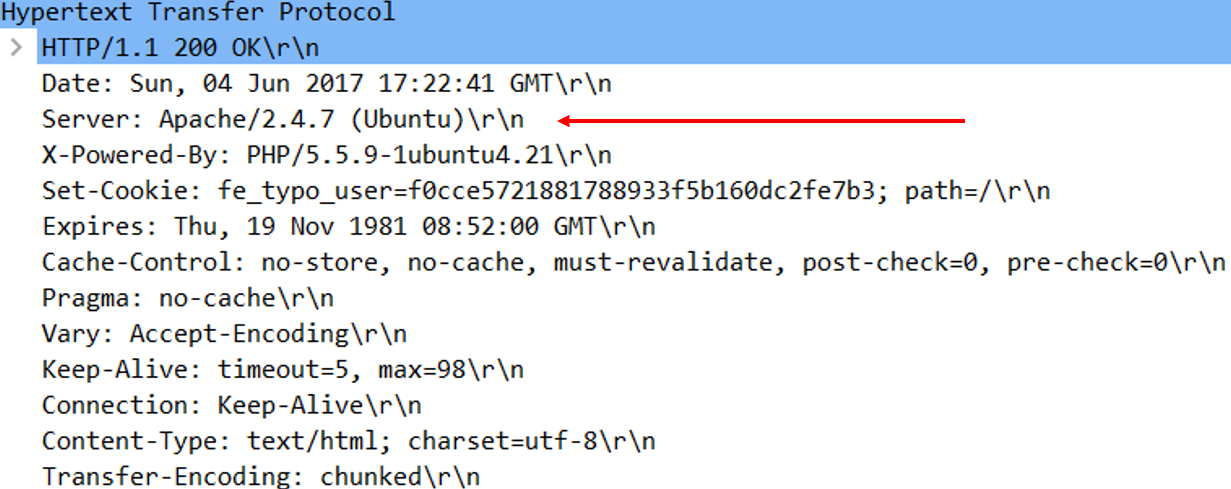 Hypertext Transfer Protocol
HTTP/1.1 200 OK\r\n
Date: Sun, 04 Jun 2017 17:22:41 GMT\r\n
Server: Apache/2.4.7 (Ubuntu)\r\n
X-Powered-By: PHP/5.5.9-1ubuntu4.21\r\n
Set-Cookie: fe_typo_user=f0cce5721881788933f5b160dc2fe7b3; path=/\r\n
Expires: Thu, 19 Nov 1981 08:52:00 GMT\r\n
Cache-Control: no-store, no-cache, must-revalidate, post-check=0, pre-check=0\r\n
Pragma: no-cache\r\n
Vary: Accept-Encoding\r\n
Keep-Alive: timeout=5, max=98\r\n
Connection: Keep-Alive\r\n
Content-Type: text/html; charset=utf-8\r\n
Transfer-Encoding: chunked\r\n